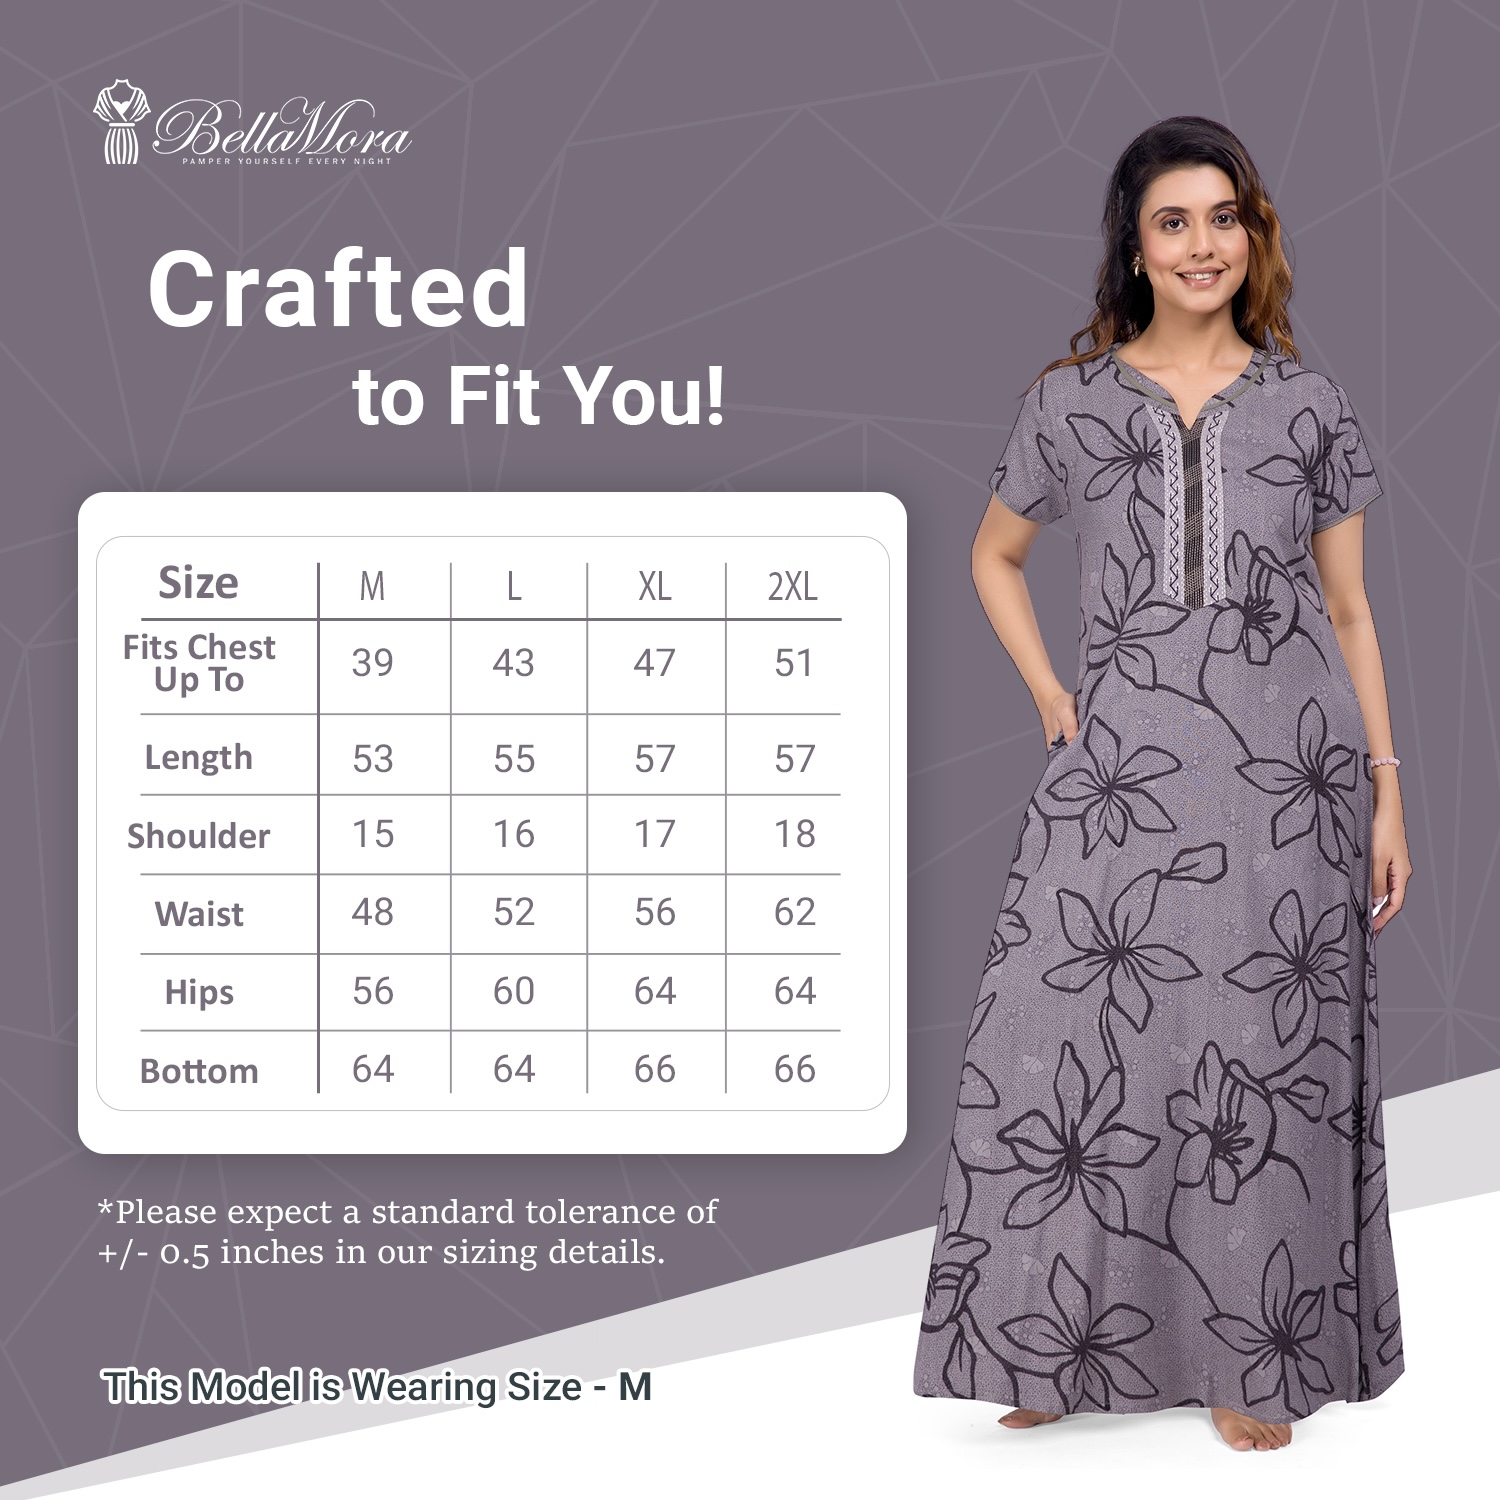 BellaMora
PAMPER YOURSELF EVERY NIGHT
Crafted
to Fit You!
Size M L XL 2XL
Fits Chest
Up To 39 43 47 51
Length 53 55 57 57
Shoulder 15 16 17 18
Waist 48 52 56 62
Hips 56 60 64 64
Bottom 64 64 66 66
*Please expect a standard tolerance of
+/- 0.5 inches in our sizing details.
This Model is Wearing Size - M